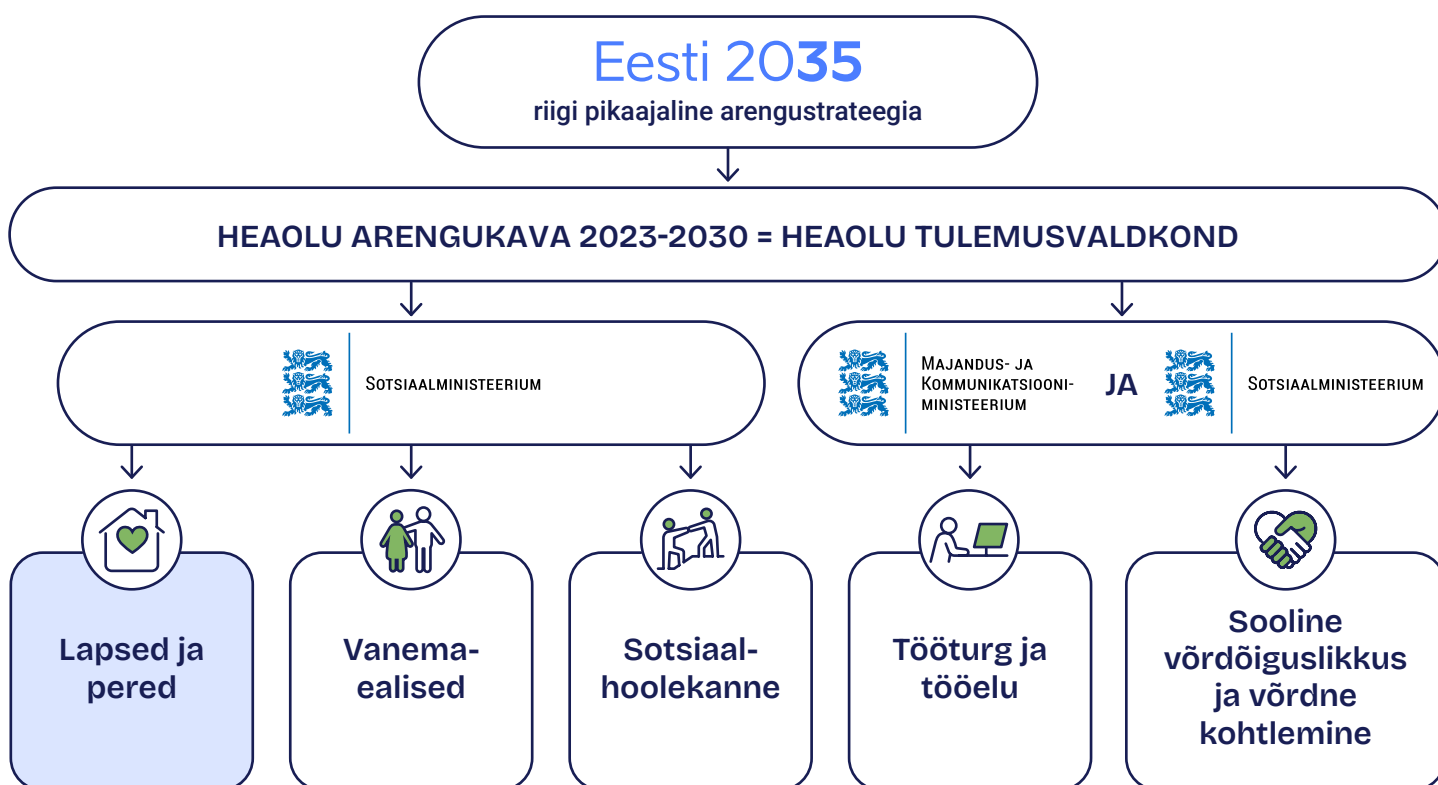 Eesti 2035
riigi pikaajaline arengustrateegia
HEAOLU ARENGUKAVA 2023-2030 = HEAOLU TULEMUSVALDKOND
SOTSIAALMINISTEERIUM
MAJANDUS- JA
KOMMUNIKATSIOONI-
MINISTEERIUM
JA
SOTSIAALMINISTEERIUM
Lapsed ja
pered
Vanema-
ealised
Sotsiaal-
hoolekanne
Tööturg ja
tööelu
Sooline
võrdõiguslikkus
ja võrdne
kohtlemine